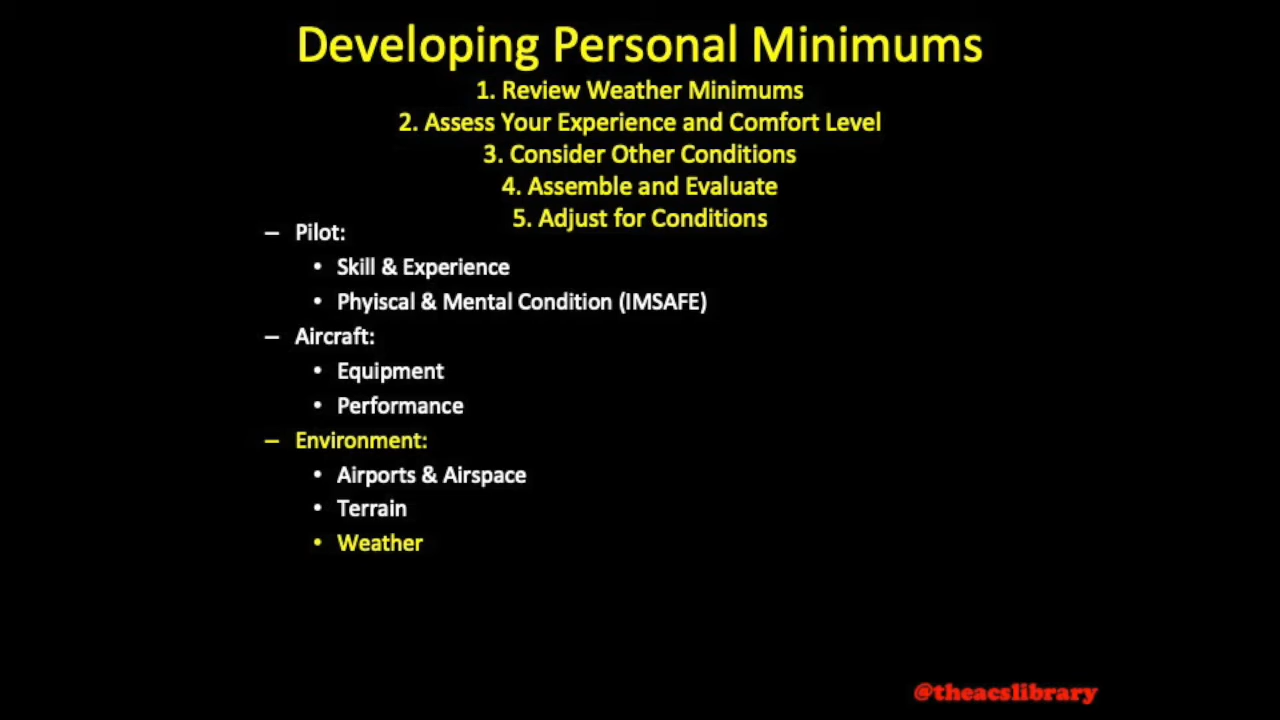 Developing Personal Minimums
1. Review Weather Minimums
2. Assess Your Experience and Comfort Level
3. Consider Other Conditions
4. Assemble and Evaluate
5. Adjust for Conditions
– Pilot:
• Skill & Experience
• Phyiscal & Mental Condition (IMSAFE)
– Aircraft:
• Equipment
• Performance
– Environment:
• Airports & Airspace
• Terrain
• Weather
@theacslibrary